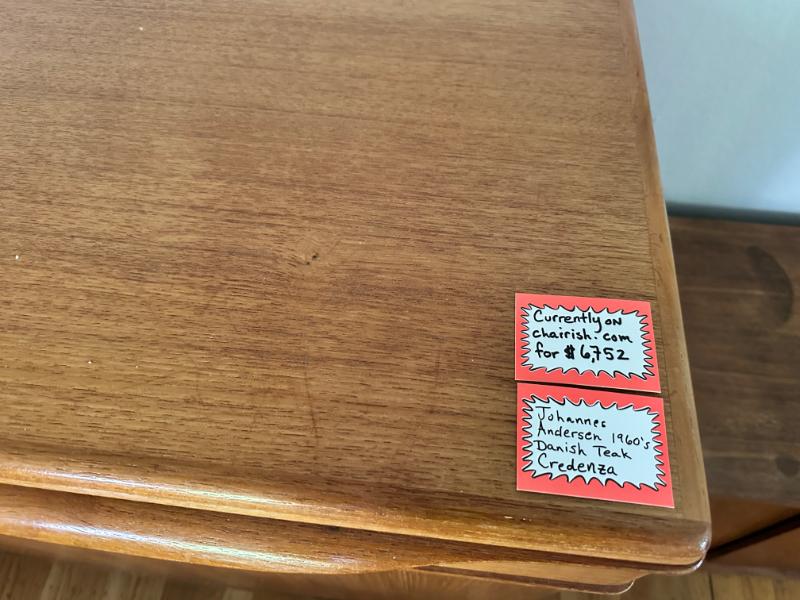 Currently on
chairish.com
for $6,752
Johannes
Andersen 1960's
Danish Teak
Credenza